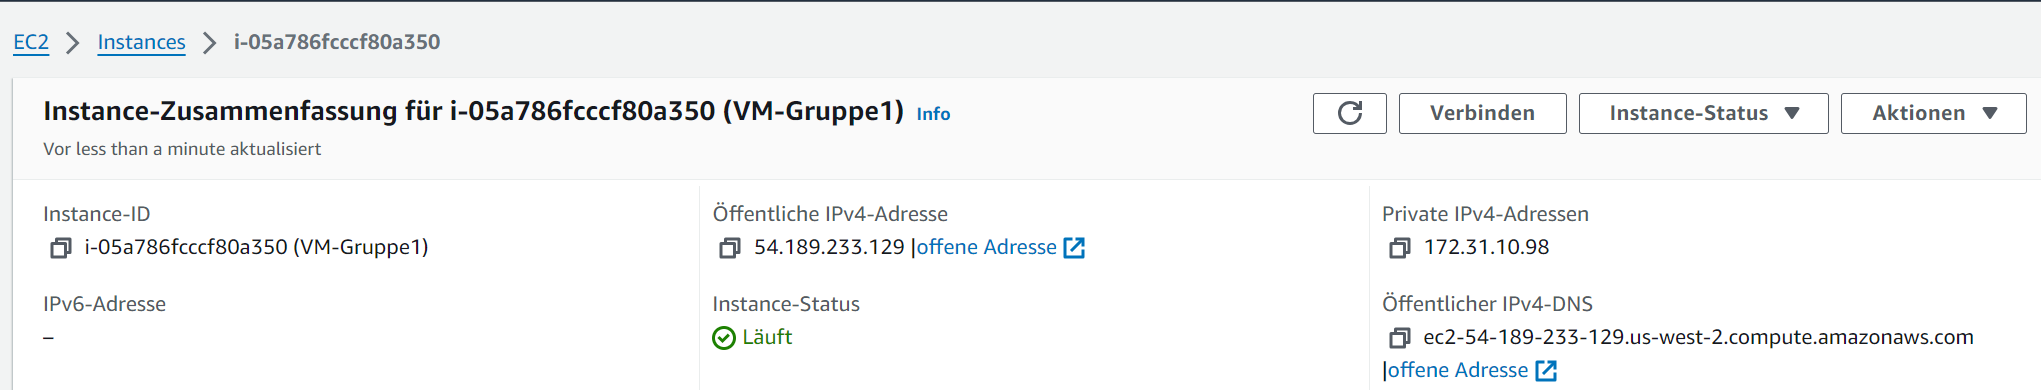 EC2 > Instances > i-05a786fcccf80a350
Instance-Zusammenfassung für i-05a786fcccf80a350 (VM-Gruppe1) Info
Verbinden Instance-Status Aktionen
Vor less than a minute aktualisiert
Instance-ID
i-05a786fcccf80a350 (VM-Gruppe1)
Öffentliche IPv4-Adresse
54.189.233.129 |offene Adresse
Private IPv4-Adressen
172.31.10.98
IPv6-Adresse
–
Instance-Status
Läuft
Öffentlicher IPv4-DNS
ec2-54-189-233-129.us-west-2.compute.amazonaws.com
|offene Adresse